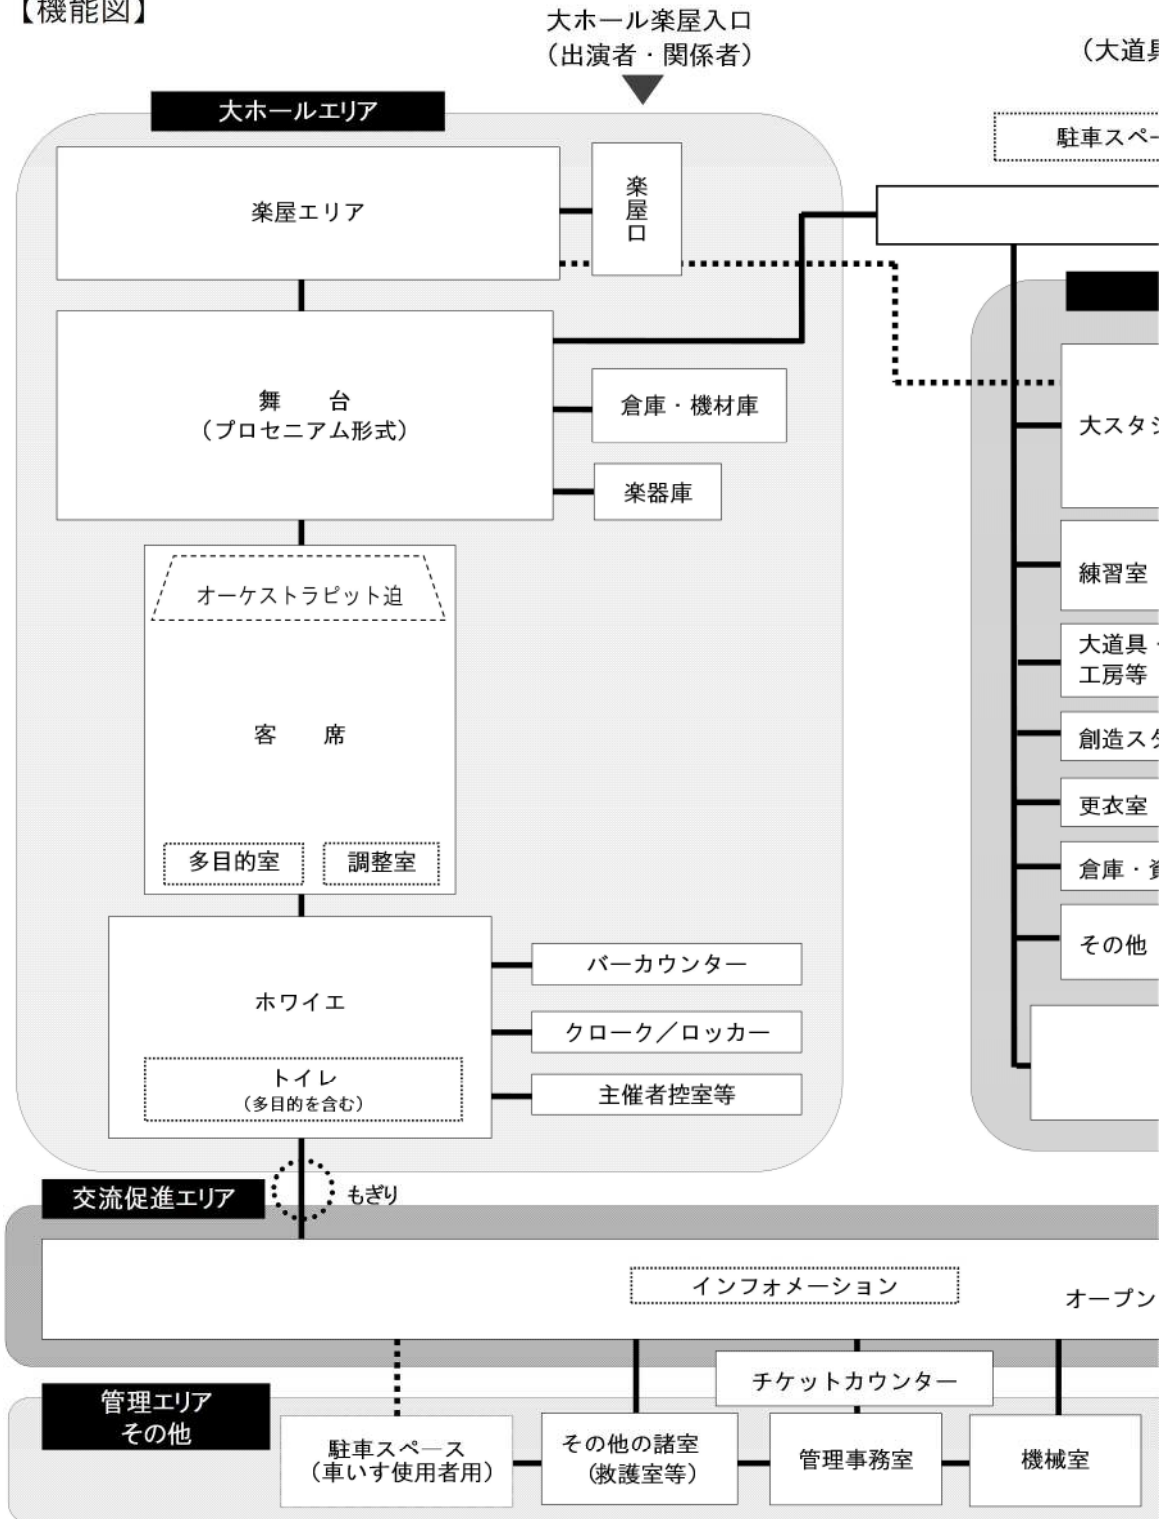 【機能図】
大ホール楽屋入口
（出演者・関係者）
（大道具
大ホールエリア
駐車スペー
楽屋エリア
楽屋口
舞　台
（プロセニアム形式）
倉庫・機材庫
楽器庫
大スタジ
オーケストラピット迫
練習室
大道具・
工房等
客　席
創造スタ
更衣室
多目的室
調整室
倉庫・資
その他
ホワイエ
バーカウンター
クローク／ロッカー
トイレ
（多目的を含む）
主催者控室等
交流促進エリア
もぎり
インフォメーション
オープン
チケットカウンター
管理エリア
その他
駐車スペース
（車いす使用者用）
その他の諸室
（救護室等）
管理事務室
機械室